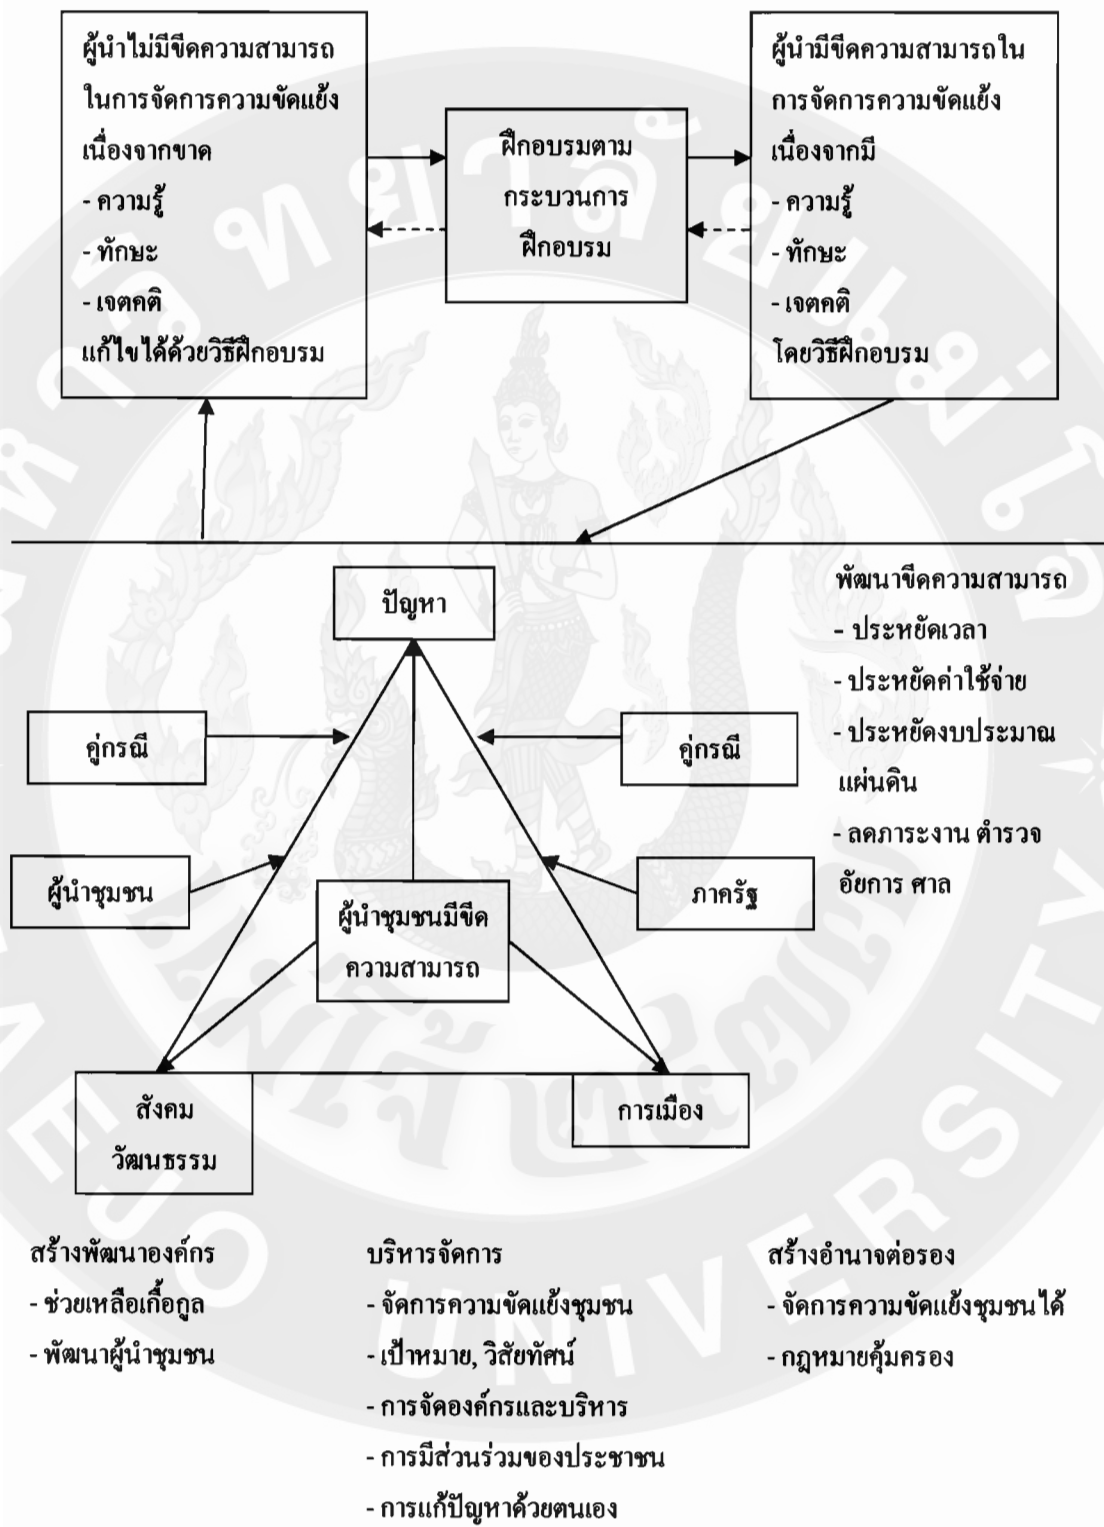 ผู้นำไม่มีขีดความสามารถ
ในการจัดการความขัดแย้ง
เนื่องจากขาด
- ความรู้
- ทักษะ
- เจตคติ
แก้ไขได้ด้วยวิธีฝึกอบรม
ฝึกอบรมตาม
กระบวนการ
ฝึกอบรม
ผู้นำมีขีดความสามารถใน
การจัดการความขัดแย้ง
เนื่องจากมี
- ความรู้
- ทักษะ
- เจตคติ
โดยวิธีฝึกอบรม
ปัญหา
คู่กรณี
คู่กรณี
ผู้นำชุมชน
ผู้นำชุมชนมีขีด
ความสามารถ
ภาครัฐ
สังคม
วัฒนธรรม
การเมือง
พัฒนาขีดความสามารถ
- ประหยัดเวลา
- ประหยัดค่าใช้จ่าย
- ประหยัดงบประมาณ
แผ่นดิน
- ลดภาระงาน ตำรวจ
อัยการ ศาล
สร้างพัฒนาองค์กร
- ช่วยเหลือเกื้อกูล
- พัฒนาผู้นำชุมชน
บริหารจัดการ
- จัดการความขัดแย้งชุมชน
- เป้าหมาย, วิสัยทัศน์
- การจัดองค์กรและบริหาร
- การมีส่วนร่วมของประชาชน
- การแก้ปัญหาด้วยตนเอง
สร้างอำนาจต่อรอง
- จัดการความขัดแย้งชุมชนได้
- กฎหมายคุ้มครอง
มหาวิทยาลัยแม่โจ้
MAEJO UNIVERSITY